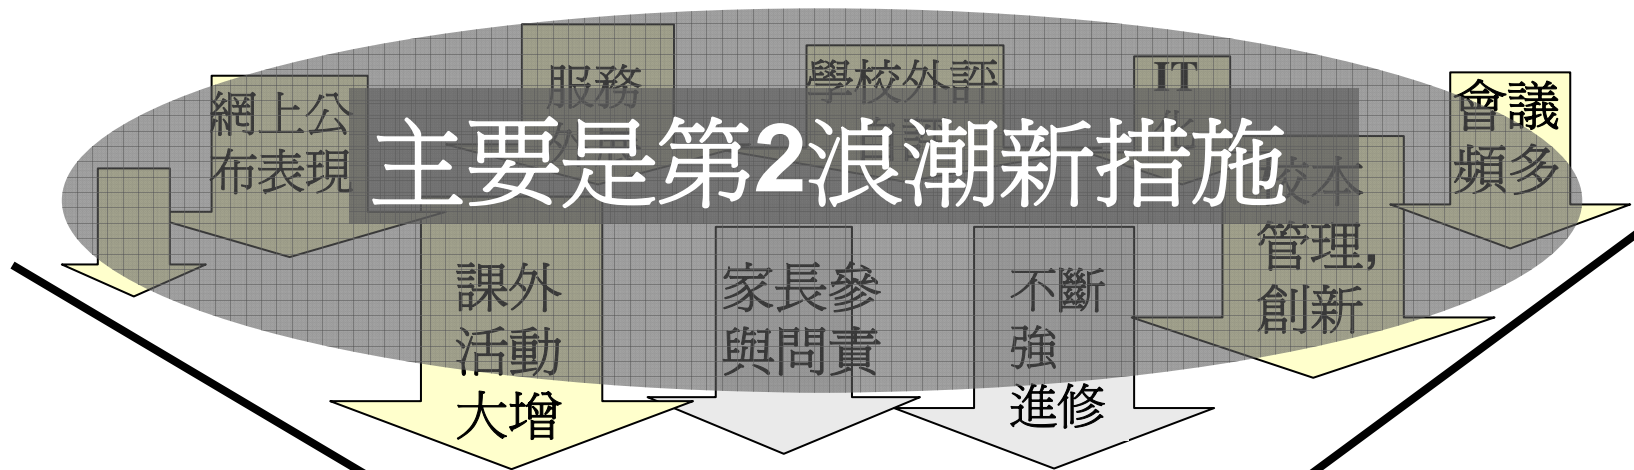 網上公
布表現
服務
學校外評
IT
化
會議
頻多
主要是第2浪潮新措施
校本
管理,
創新
課外
活動
大增
家長參
與問責
不斷
強
進修